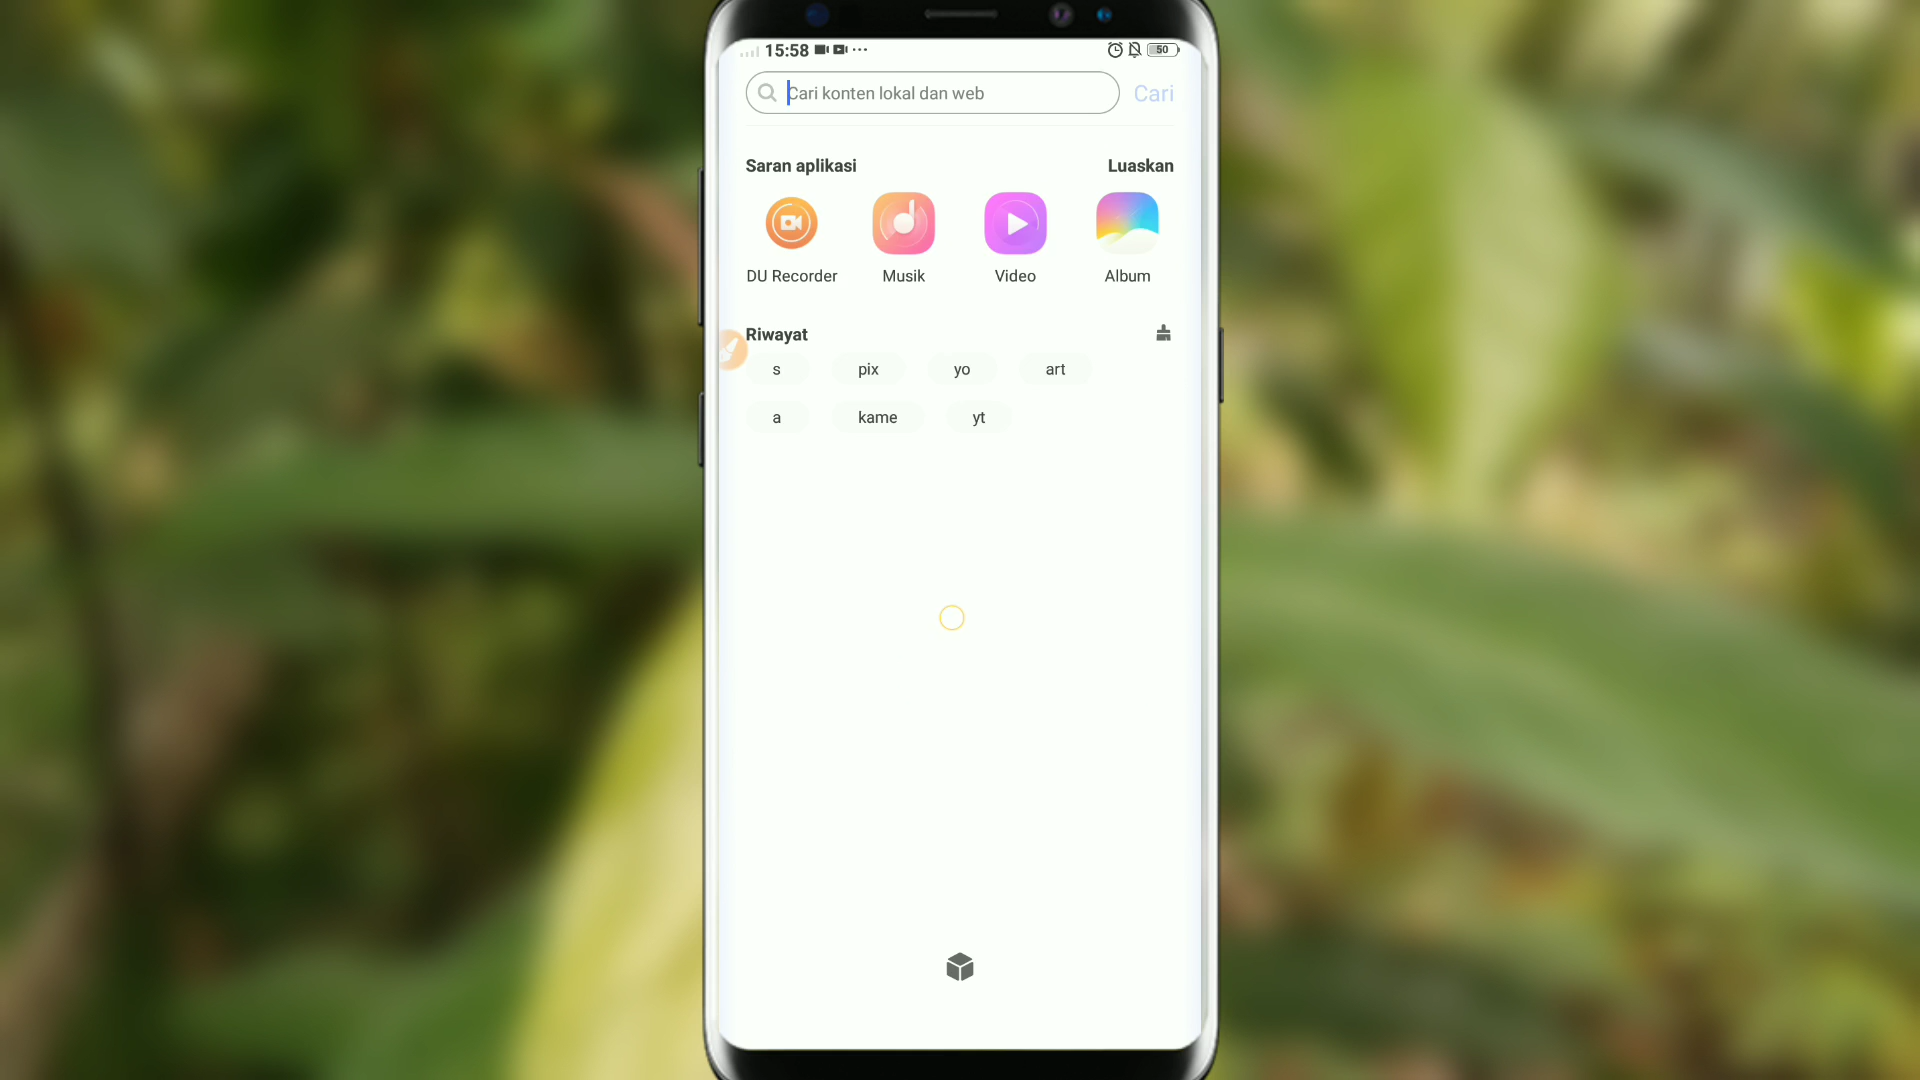 15:58 50
Cari konten lokal dan web Cari
Saran aplikasi Luaskan
DU Recorder Musik Video Album
Riwayat
s pix yo art
a kame yt